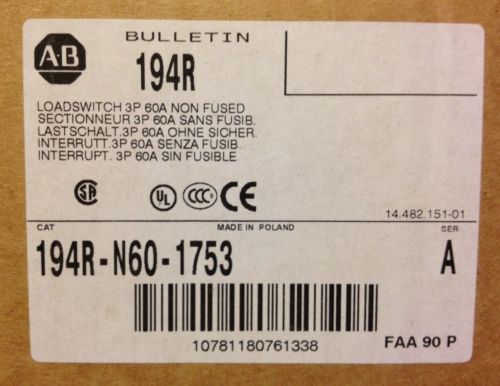 A-B
BULLETIN
194R
LOADSWITCH 3P 60A NON FUSED
SECTIONNEUR 3P 60A SANS FUSIB.
LASTSCHALT.3P 60A OHNE SICHER.
INTERRUTT.3P 60A SENZA FUSIB.
INTERRUPT. 3P 60A SIN FUSIBLE
SA UL CCC CE
14.482.151-01
CAT MADE IN POLAND SER
194R-N60-1753 A
10781180761338 FAA 90 P